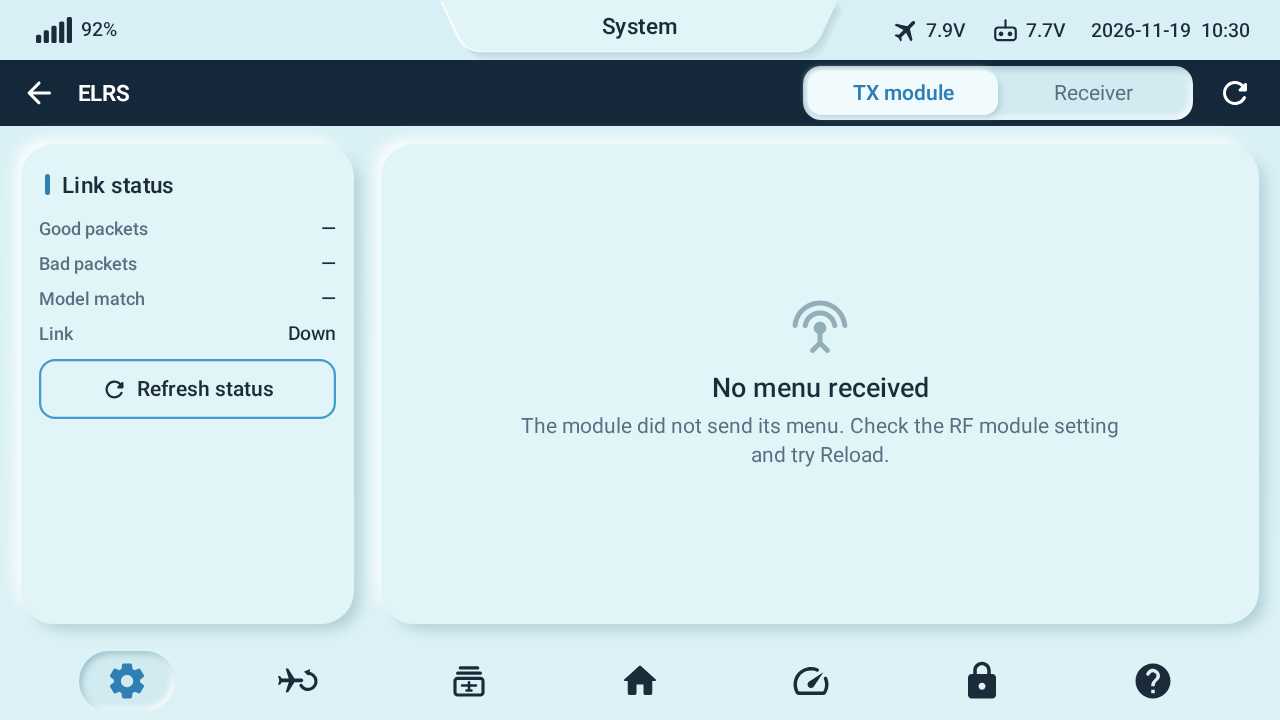 92%
System
7.9V
7.7V
2026-11-19 10:30
ELRS
TX module
Receiver
Link status
Good packets –
Bad packets –
Model match –
Link Down
Refresh status
No menu received
The module did not send its menu. Check the RF module setting
and try Reload.